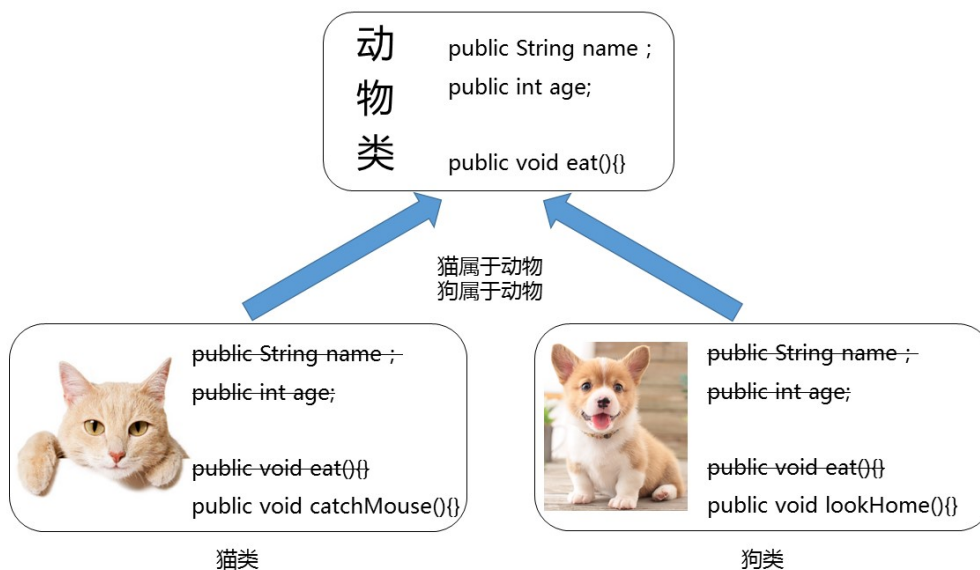 动
物
类
public String name ;
public int age;
public void eat(){}
猫属于动物
狗属于动物
public String name ;
public int age;
public void eat(){}
public void catchMouse(){}
猫类
public String name ;
public int age;
public void eat(){}
public void lookHome(){}
狗类